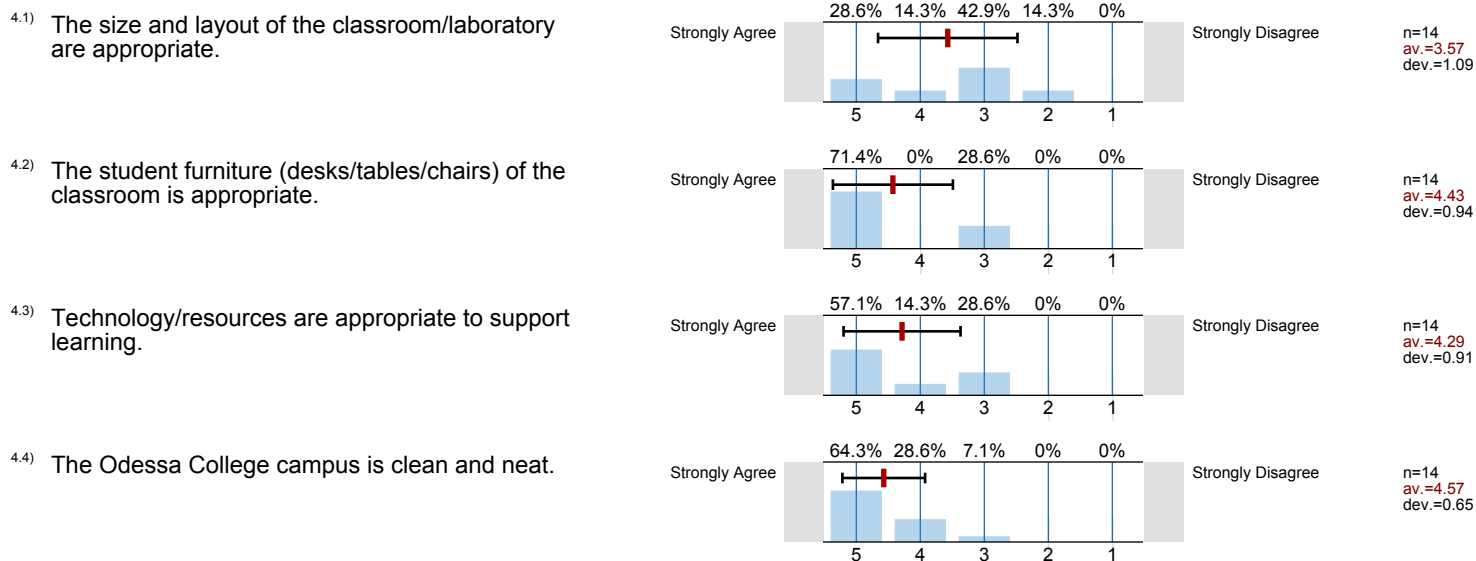 28.6% 14.3% 42.9% 14.3% 0%
4.1) The size and layout of the classroom/laboratory
are appropriate.
Strongly Agree
Strongly Disagree
n=14
av.=3.57
dev.=1.09
5 4 3 2 1
71.4% 0% 28.6% 0% 0%
4.2) The student furniture (desks/tables/chairs) of the
classroom is appropriate.
Strongly Agree
Strongly Disagree
n=14
av.=4.43
dev.=0.94
5 4 3 2 1
57.1% 14.3% 28.6% 0% 0%
4.3) Technology/resources are appropriate to support
learning.
Strongly Agree
Strongly Disagree
n=14
av.=4.29
dev.=0.91
5 4 3 2 1
64.3% 28.6% 7.1% 0% 0%
4.4) The Odessa College campus is clean and neat.
Strongly Agree
Strongly Disagree
n=14
av.=4.57
dev.=0.65
5 4 3 2 1